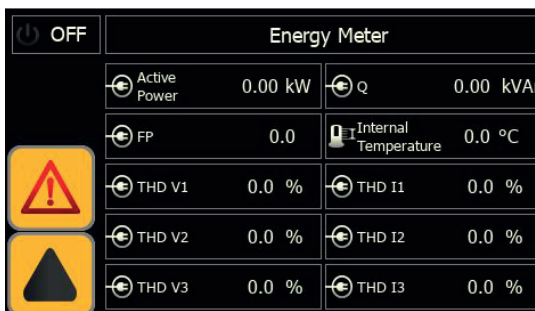 OFF
Energy Meter
Active Power 0.00 kW
Q 0.00 kVAr
FP 0.0
Internal Temperature 0.0 °C
THD V1 0.0 %
THD I1 0.0 %
THD V2 0.0 %
THD I2 0.0 %
THD V3 0.0 %
THD I3 0.0 %